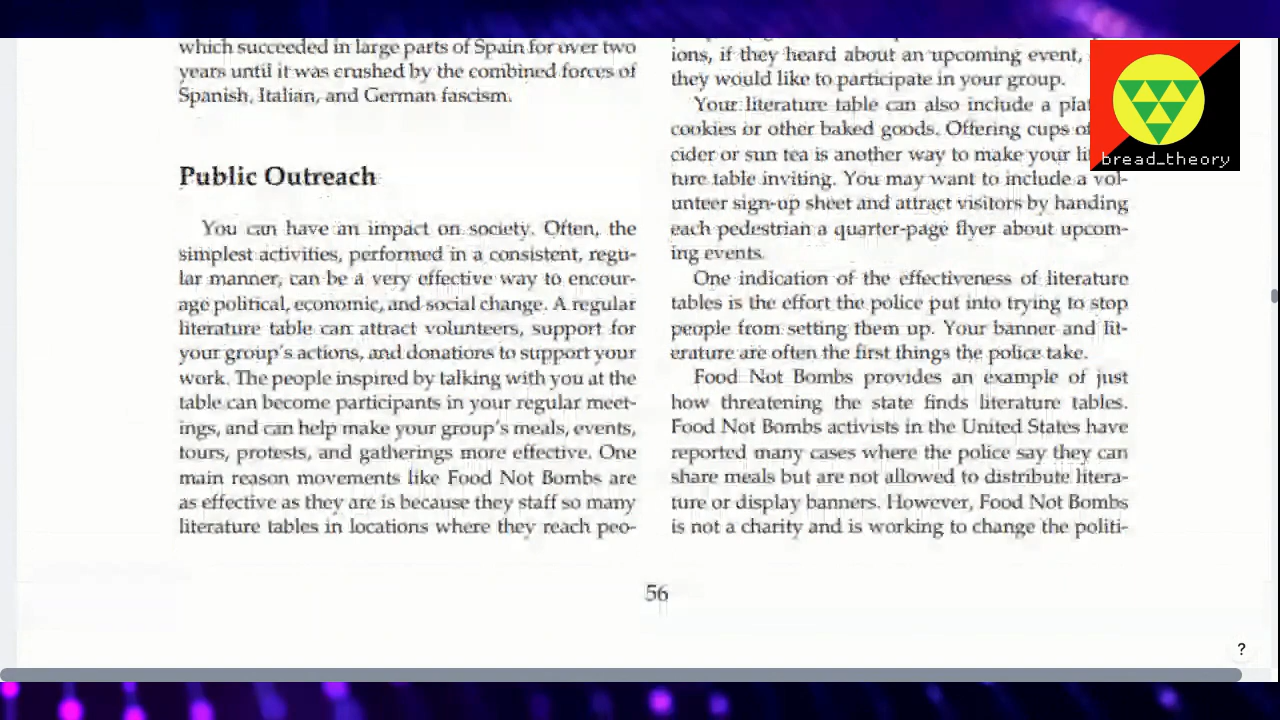 which succeeded in large parts of Spain for over two
years until it was crushed by the combined forces of
Spanish, Italian, and German fascism.
Public Outreach
You can have an impact on society. Often, the
simplest activities, performed in a consistent, regu-
lar manner, can be a very effective way to encour-
age political, economic, and social change. A regular
literature table can attract volunteers, support for
your group's actions, and donations to support your
work. The people inspired by talking with you at the
table can become participants in your regular meet-
ings, and can help make your group's meals, events,
tours, protests, and gatherings more effective. One
main reason movements like Food Not Bombs are
as effective as they are is because they staff so many
literature tables in locations where they reach peo-
ions, if they heard about an upcoming event,
they would like to participate in your group.
Your literature table can also include a
cookies or other baked goods. Offering cups
cider or sun tea is another way to make your
ture table inviting. You may want to include a vol-
unteer sign-up sheet and attract visitors by handing
each pedestrian a quarter-page flyer about upcom-
ing events.
One indication of the effectiveness of literature
tables is the effort the police put into trying to stop
people from setting them up. Your banner and lit-
erature are often the first things the police take.
Food Not Bombs provides an example of just
how threatening the state finds literature tables.
Food Not Bombs activists in the United States have
reported many cases where the police say they can
share meals but are not allowed to distribute litera-
ture or display banners. However, Food Not Bombs
is not a charity and is working to change the politi-
56
bread_theory
?